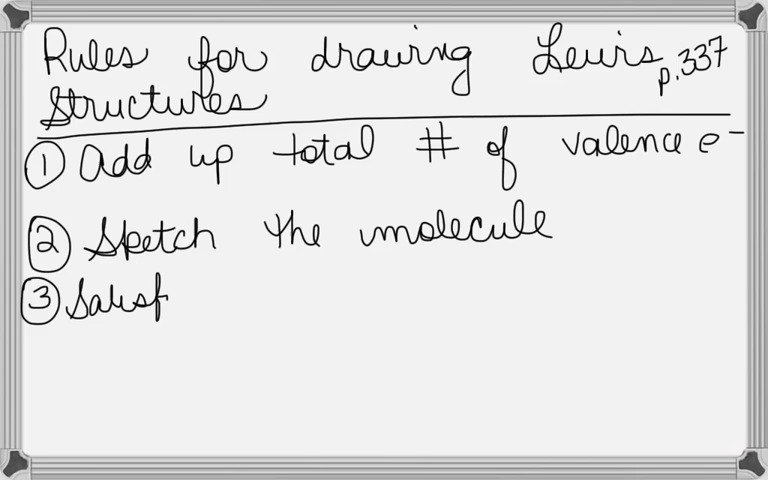 Rules for drawing Lewis p.337
Structures
① Add up total # of valence e⁻
② Sketch the molecule
③ Satisf